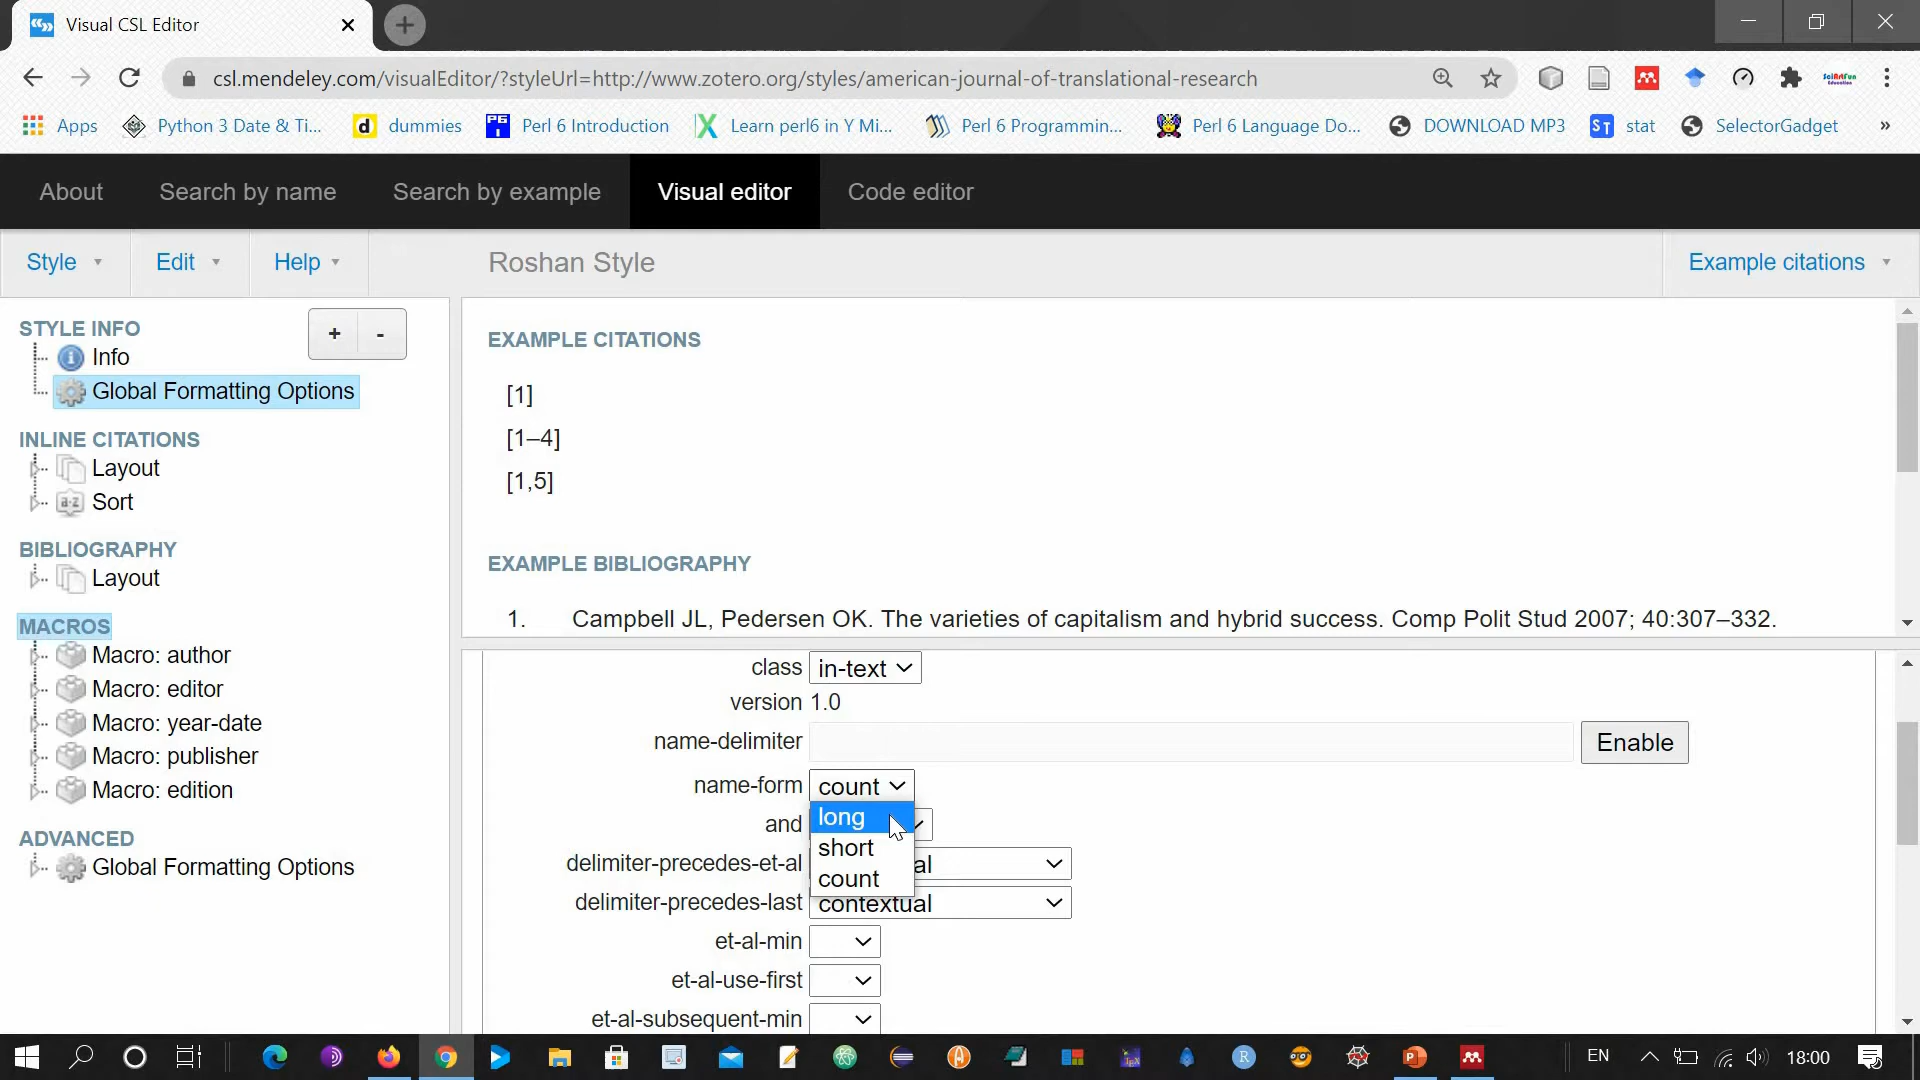 Visual CSL Editor
csl.mendeley.com/visualEditor/?styleUrl=http://www.zotero.org/styles/american-journal-of-translational-research
Apps Python 3 Date & Ti... dummies Perl 6 Introduction Learn perl6 in Y Mi... Perl 6 Programmin... Perl 6 Language Do... DOWNLOAD MP3 stat SelectorGadget »
About Search by name Search by example Visual editor Code editor
Style Edit Help Roshan Style Example citations
STYLE INFO + -
Info
Global Formatting Options
INLINE CITATIONS
Layout
Sort
BIBLIOGRAPHY
Layout
MACROS
Macro: author
Macro: editor
Macro: year-date
Macro: publisher
Macro: edition
ADVANCED
Global Formatting Options
EXAMPLE CITATIONS
[1]
[1–4]
[1,5]
EXAMPLE BIBLIOGRAPHY
1. Campbell JL, Pedersen OK. The varieties of capitalism and hybrid success. Comp Polit Stud 2007; 40:307–332.
class in-text
version 1.0
name-delimiter Enable
name-form count
long
short
count
and
delimiter-precedes-et-al al
delimiter-precedes-last contextual
et-al-min
et-al-use-first
et-al-subsequent-min
EN 18:00